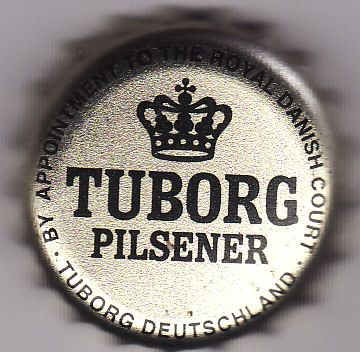 · BY APPOINTMENT TO THE ROYAL DANISH COURT ·
TUBORG
PILSENER
TUBORG DEUTSCHLAND